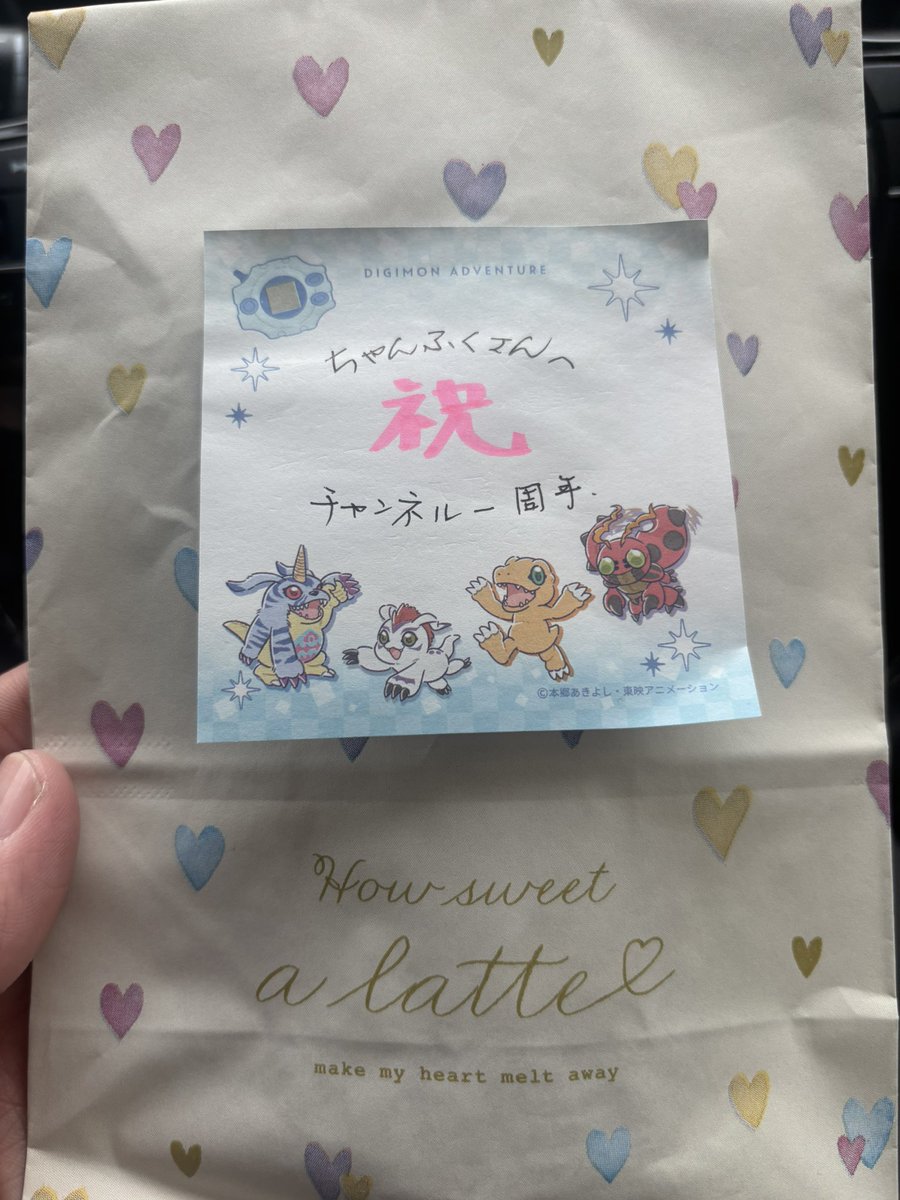 DIGIMON ADVENTURE
ちゃんふくさんへ
祝
チャンネル一周年.
©本郷あきよし・東映アニメーション
How sweet
a latte
make my heart melt away